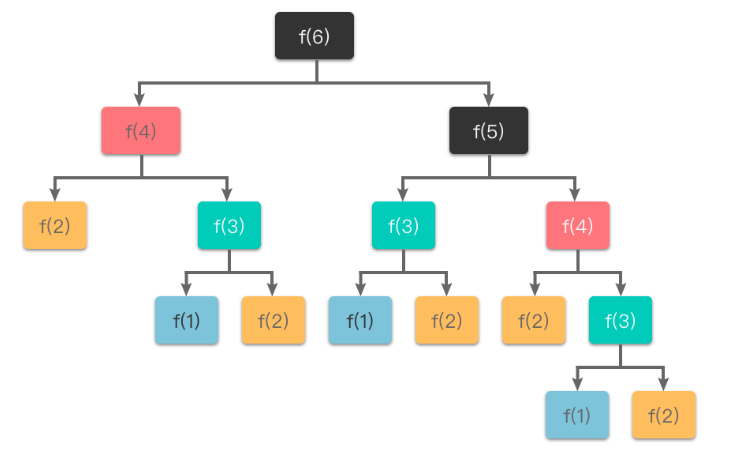 f(6)
f(4) f(5)
f(2) f(3) f(3) f(4)
f(1) f(2) f(1) f(2) f(2) f(3)
f(1) f(2)